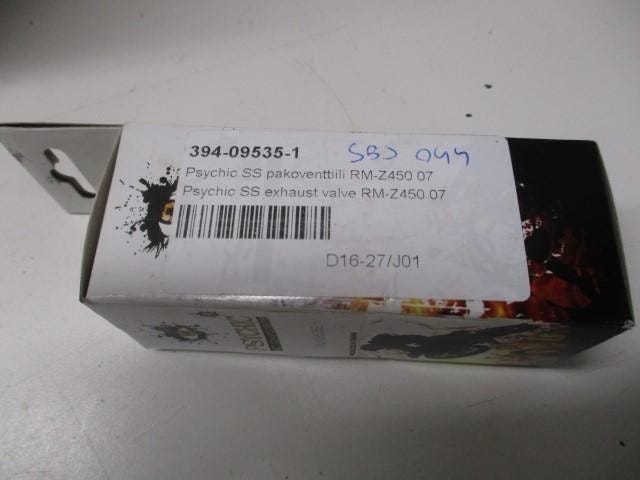 394-09535-1 SBJ 044
Psychic SS pakoventtiili RM-Z450 07
Psychic SS exhaust valve RM-Z450 07
D16-27/J01
PSYCHIC